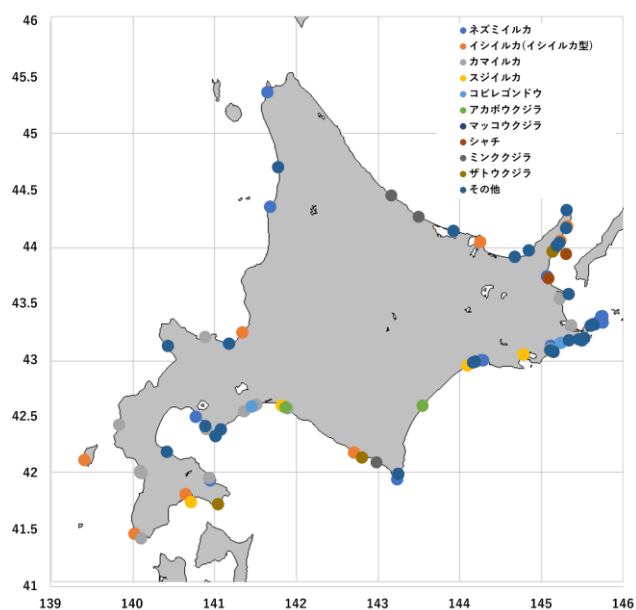 46
45.5
45
44.5
44
43.5
43
42.5
42
41.5
41
139
140
141
142
143
144
145
146
ネズミイルカ
イシイルカ(イシイルカ型)
カマイルカ
スジイルカ
コビレゴンドウ
アカボウクジラ
マッコウクジラ
シャチ
ミンククジラ
ザトウクジラ
その他